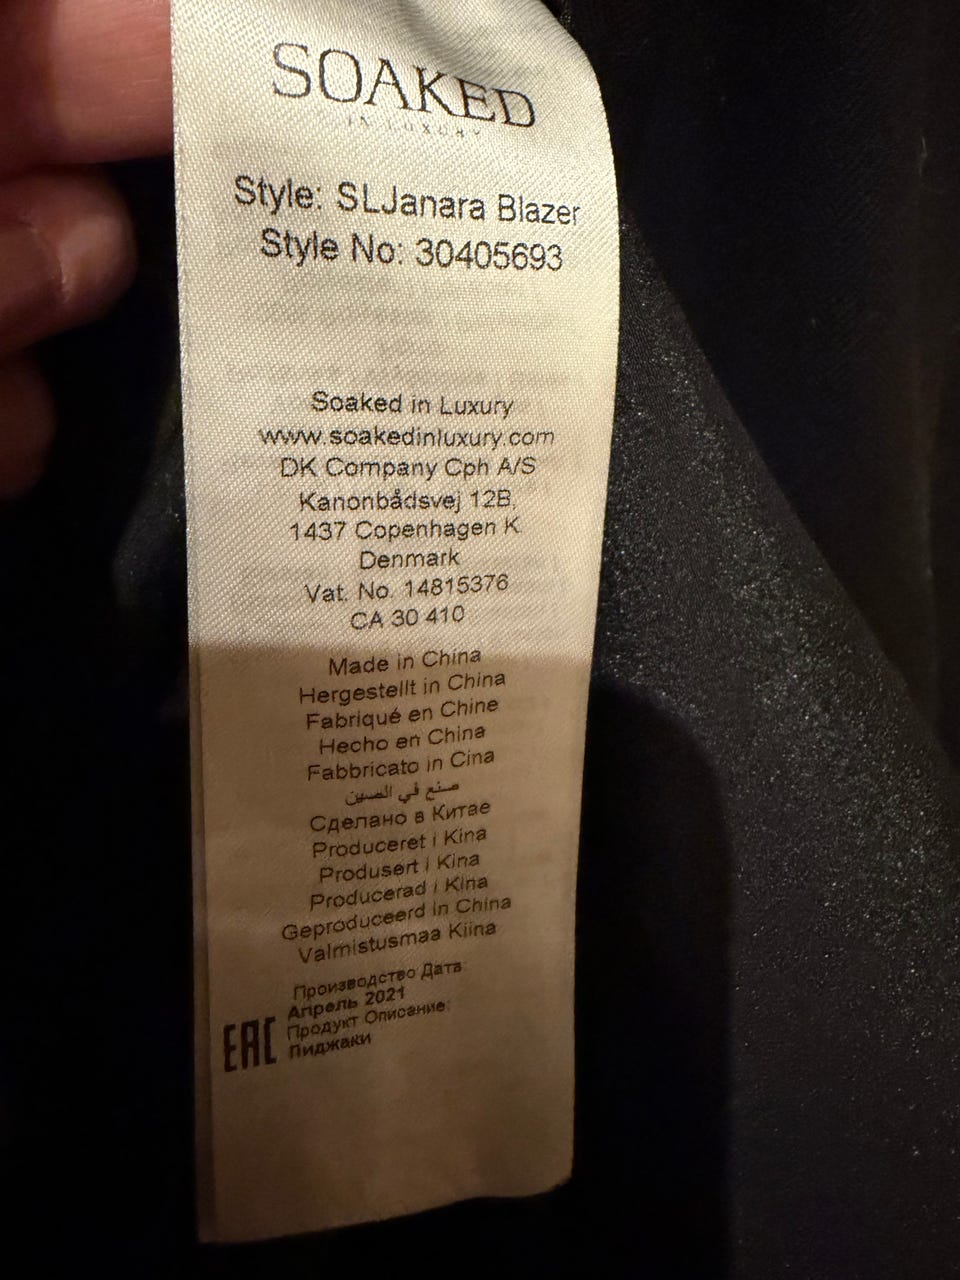 SOAKED
IN LUXURY
Style: SLJanara Blazer
Style No: 30405693
Soaked in Luxury
www.soakedinluxury.com
DK Company Cph A/S
Kanonbådsvej 12B,
1437 Copenhagen K.
Denmark
Vat. No. 14815376
CA 30 410
Made in China
Hergestellt in China
Fabriqué en Chine
Hecho en China
Fabbricato in Cina
صنع في الصين
Сделано в Китае
Produceret i Kina
Produsert i Kina
Producerad i Kina
Geproduceerd in China
Valmistusmaa Kiina
Производство Дата
Апрель 2021
Продукт Описание:
Пиджаки
EAC